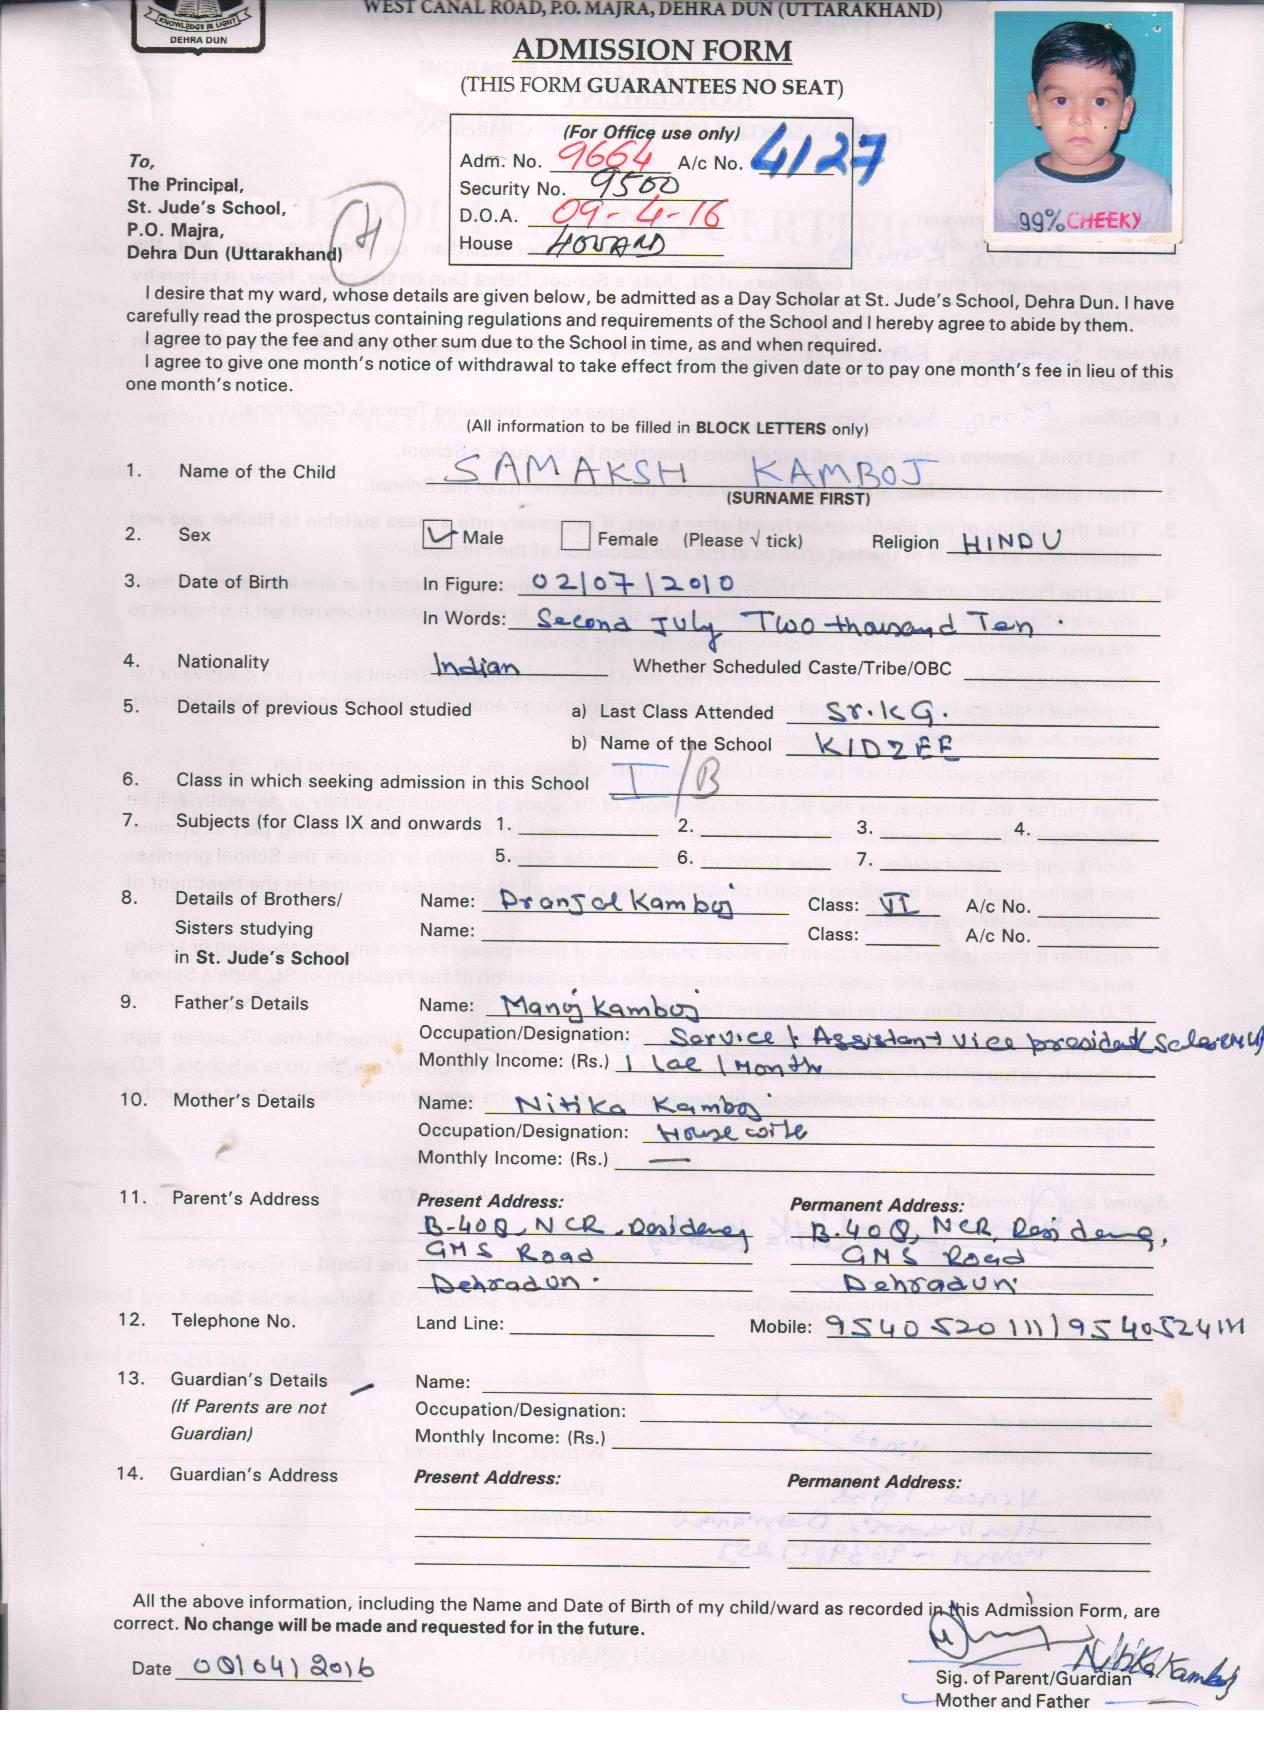 KNOWLEDGE IS LIGHT
DEHRA DUN
WEST CANAL ROAD, P.O. MAJRA, DEHRA DUN (UTTARAKHAND)
ADMISSION FORM
(THIS FORM GUARANTEES NO SEAT)
99% CHEEKY
(For Office use only)
Adm. No. 9664 A/c No. 4127
Security No. 9500
D.O.A. 09-4-16
House HOWARD
To,
The Principal,
St. Jude's School,
P.O. Majra,
Dehra Dun (Uttarakhand)
I desire that my ward, whose details are given below, be admitted as a Day Scholar at St. Jude's School, Dehra Dun. I have
carefully read the prospectus containing regulations and requirements of the School and I hereby agree to abide by them.
I agree to pay the fee and any other sum due to the School in time, as and when required.
I agree to give one month's notice of withdrawal to take effect from the given date or to pay one month's fee in lieu of this
one month's notice.
(All information to be filled in BLOCK LETTERS only)
1. Name of the Child SAMAKSH KAMBOJ
(SURNAME FIRST)
2. Sex Male Female (Please √ tick) Religion HINDU
3. Date of Birth In Figure: 02/07/2010
In Words: Second July Two thousand Ten.
4. Nationality Indian Whether Scheduled Caste/Tribe/OBC
5. Details of previous School studied a) Last Class Attended Sr.KG.
b) Name of the School KIDZEE
6. Class in which seeking admission in this School I/B
7. Subjects (for Class IX and onwards 1. 2. 3. 4.
5. 6. 7.
8. Details of Brothers/ Name: Pranjal Kamboj Class: VI A/c No.
Sisters studying Name: Class: A/c No.
in St. Jude's School
9. Father's Details Name: Manoj Kamboj
Occupation/Designation: Service / Assistant Vice president
Monthly Income: (Rs.) 1 lac / Month
10. Mother's Details Name: Nitika Kamboj
Occupation/Designation: House wife
Monthly Income: (Rs.) —
11. Parent's Address Present Address: Permanent Address:
B-408, NCR, Residency B-408, NCR, Residency,
GMS Road GMS Road
Dehradun. Dehradun.
12. Telephone No. Land Line: Mobile: 9540520111/9540524111
13. Guardian's Details — Name:
(If Parents are not Occupation/Designation:
Guardian) Monthly Income: (Rs.)
14. Guardian's Address Present Address: Permanent Address:
All the above information, including the Name and Date of Birth of my child/ward as recorded in this Admission Form, are
correct. No change will be made and requested for in the future.
Date 09/04/2016 Nitika Kamboj
Sig. of Parent/Guardian
Mother and Father